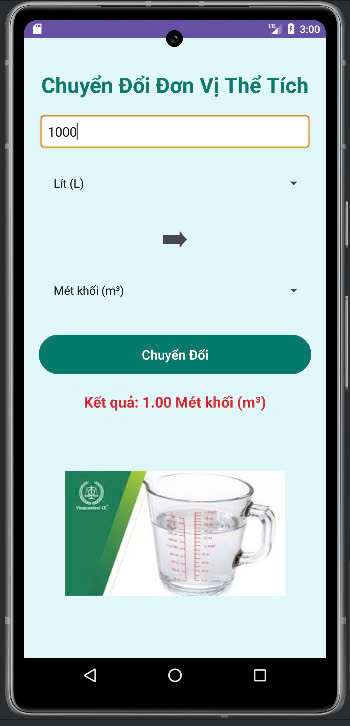 3:00
Chuyển Đổi Đơn Vị Thể Tích
1000
Lít (L)
Mét khối (m³)
Chuyển Đổi
Kết quả: 1.00 Mét khối (m³)
Vinacontrol CE